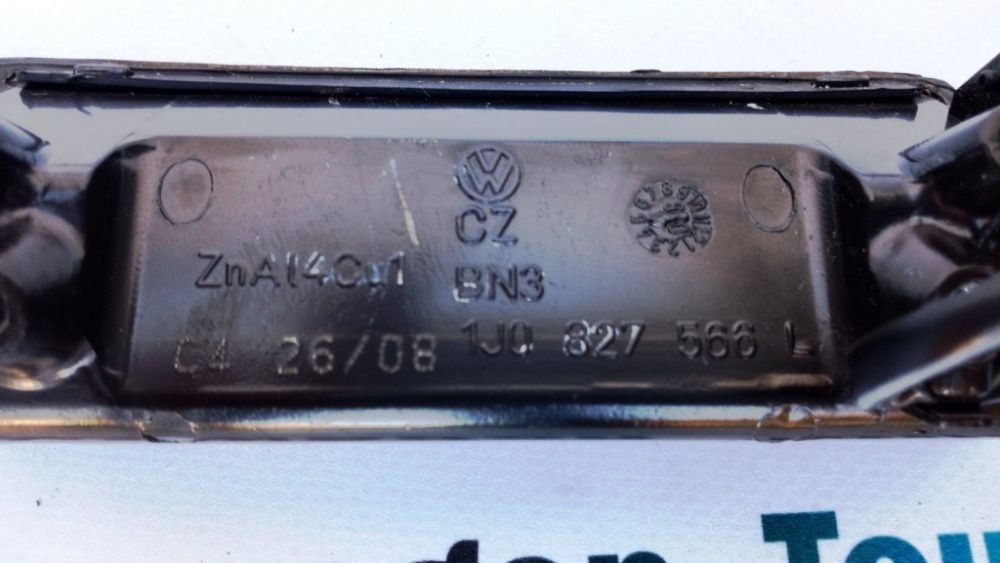 VW
CZ
ZnAl4Cu1
BN3
C4 26/08
1J0 827 566 L